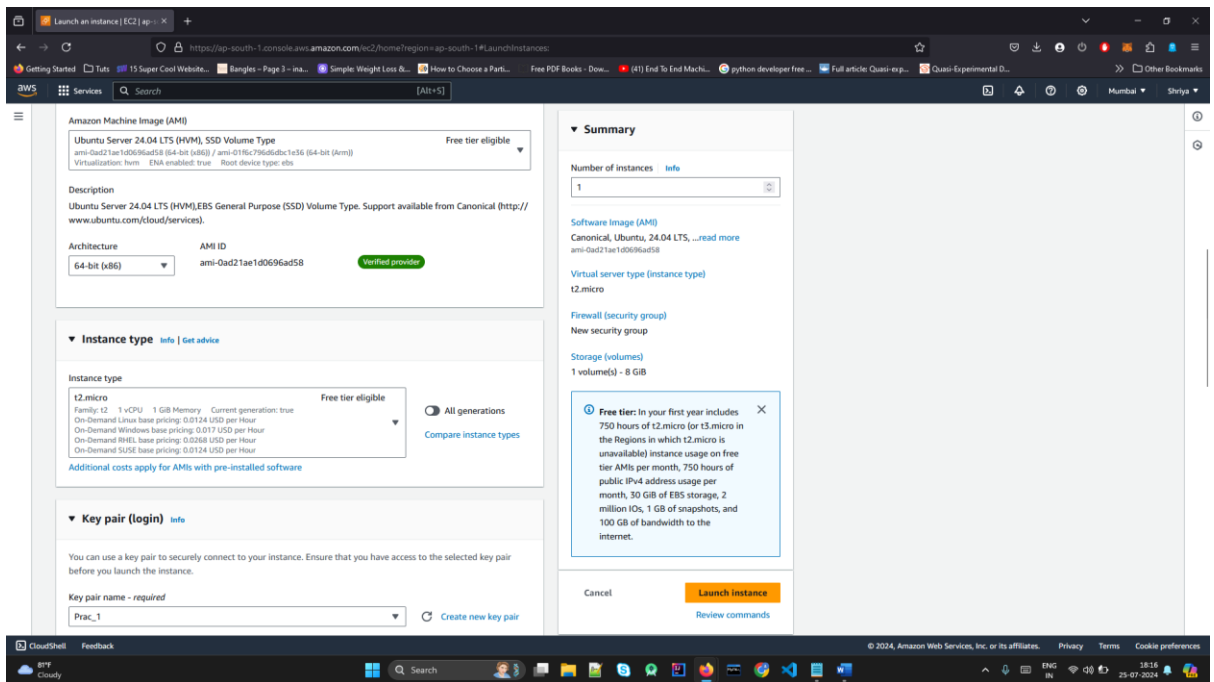 Launch an instance | EC2 | ap-s
https://ap-south-1.console.aws.amazon.com/ec2/home?region=ap-south-1#LaunchInstances:
Getting Started Tuts 15 Super Cool Website... Bangles – Page 3 – ina... Simple: Weight Loss &... How to Choose a Parti... Free PDF Books - Dow... (41) End To End Machi... python developer free ... Full article: Quasi-exp... Quasi-Experimental D... Other Bookmarks
aws Services Search [Alt+S] Mumbai Shriya
Amazon Machine Image (AMI)
Ubuntu Server 24.04 LTS (HVM), SSD Volume Type Free tier eligible
ami-0ad21ae1d0696ad58 (64-bit (x86)) / ami-01f6c796d6dbc1e36 (64-bit (Arm))
Virtualization: hvm ENA enabled: true Root device type: ebs
Description
Ubuntu Server 24.04 LTS (HVM),EBS General Purpose (SSD) Volume Type. Support available from Canonical (http://
www.ubuntu.com/cloud/services).
Architecture AMI ID
64-bit (x86) ami-0ad21ae1d0696ad58 Verified provider
Instance type Info | Get advice
Instance type
t2.micro Free tier eligible
Family: t2 1 vCPU 1 GiB Memory Current generation: true
On-Demand Linux base pricing: 0.0124 USD per Hour
On-Demand Windows base pricing: 0.017 USD per Hour
On-Demand RHEL base pricing: 0.0268 USD per Hour
On-Demand SUSE base pricing: 0.0124 USD per Hour
All generations
Compare instance types
Additional costs apply for AMIs with pre-installed software
Key pair (login) Info
You can use a key pair to securely connect to your instance. Ensure that you have access to the selected key pair
before you launch the instance.
Key pair name - required
Prac_1 Create new key pair
Summary
Number of instances Info
1
Software Image (AMI)
Canonical, Ubuntu, 24.04 LTS, ...read more
ami-0ad21ae1d0696ad58
Virtual server type (instance type)
t2.micro
Firewall (security group)
New security group
Storage (volumes)
1 volume(s) - 8 GiB
Free tier: In your first year includes
750 hours of t2.micro (or t3.micro in
the Regions in which t2.micro is
unavailable) instance usage on free
tier AMIs per month, 750 hours of
public IPv4 address usage per
month, 30 GiB of EBS storage, 2
million IOs, 1 GB of snapshots, and
100 GB of bandwidth to the
internet.
Cancel Launch instance
Review commands
CloudShell Feedback © 2024, Amazon Web Services, Inc. or its affiliates. Privacy Terms Cookie preferences
81°F
Cloudy
Search
ENG
IN
18:16
25-07-2024